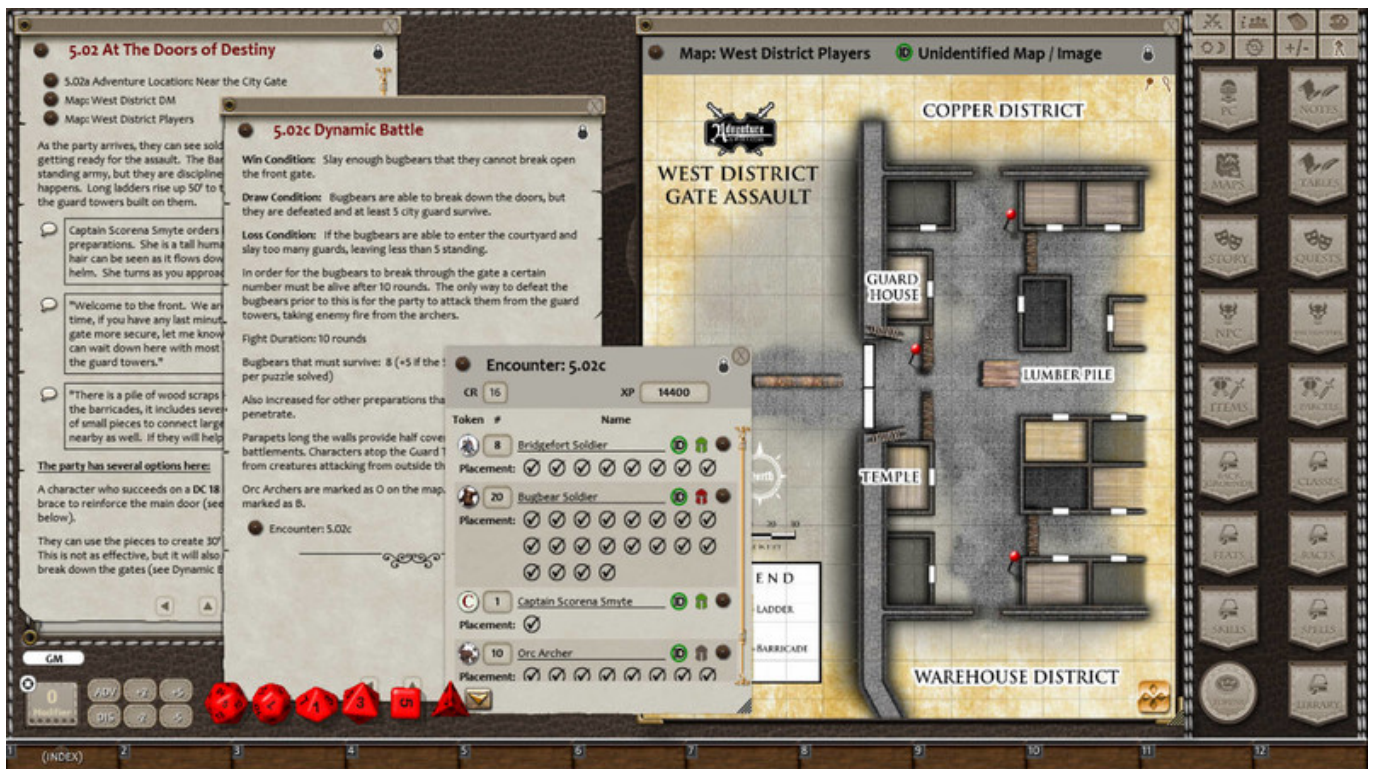 5.02 At The Doors of Destiny
5.02a Adventure Location: Near the City Gate
Map: West District DM
Map: West District Players
As the party arrives, they can see sold
getting ready for the assault. The Bar
standing army, but they are discipline
happens. Long ladders rise up 50' to t
the guard towers built on them.
Captain Scorena Smyte orders
preparations. She is a tall huma
hair can be seen as it flows dow
helm. She turns as you approac
"Welcome to the front. We are
time, if you have any last minut
gate more secure, let me know
can wait down here with most
the guard towers."
"There is a pile of wood scraps
the barricades, it includes sever
of small pieces to connect large
nearby as well. If they will help
The party has several options here:
A character who succeeds on a DC 18
brace to reinforce the main door (see
below).
They can use the pieces to create 30'
This is not as effective, but it will also
break down the gates (see Dynamic B
5.02c Dynamic Battle
Win Condition: Slay enough bugbears that they cannot break open
the front gate.
Draw Condition: Bugbears are able to break down the doors, but
they are defeated and at least 5 city guard survive.
Loss Condition: If the bugbears are able to enter the courtyard and
slay too many guards, leaving less than 5 standing.
In order for the bugbears to break through the gate a certain
number must be alive after 10 rounds. The only way to defeat the
bugbears prior to this is for the party to attack them from the guard
towers, taking enemy fire from the archers.
Fight Duration: 10 rounds
Bugbears that must survive: 8 (+5 if the
per puzzle solved)
Also increased for other preparations tha
penetrate.
Parapets long the walls provide half cover
battlements. Characters atop the Guard T
from creatures attacking from outside th
Orc Archers are marked as O on the map.
marked as B.
Encounter: 5.02c
Encounter: 5.02c
CR 16 XP 14400
Token # Name
8 Bridgefort Soldier ID
Placement:
20 Bugbear Soldier ID
Placement:
C 1 Captain Scorena Smyte ID
Placement:
10 Orc Archer ID
Placement:
Map: West District Players ID Unidentified Map / Image
Adventure
WEST DISTRICT
GATE ASSAULT
COPPER DISTRICT
GUARD
HOUSE
LUMBER PILE
TEMPLE
WAREHOUSE DISTRICT
20 30
END
LADDER
BARRICADE
+/-
PC NOTES
MAPS TABLES
STORY QUESTS
NPC
ITEMS PARCELS
CLASSES
FEATS RACES
SKILLS SPELLS
TOKENS LIBRARY
GM
0
Modifier
ADV +2 +5
DIS -2 -5
1 3 5
1 2 3 4 5 6 7 8 9 10 11 12
(INDEX)